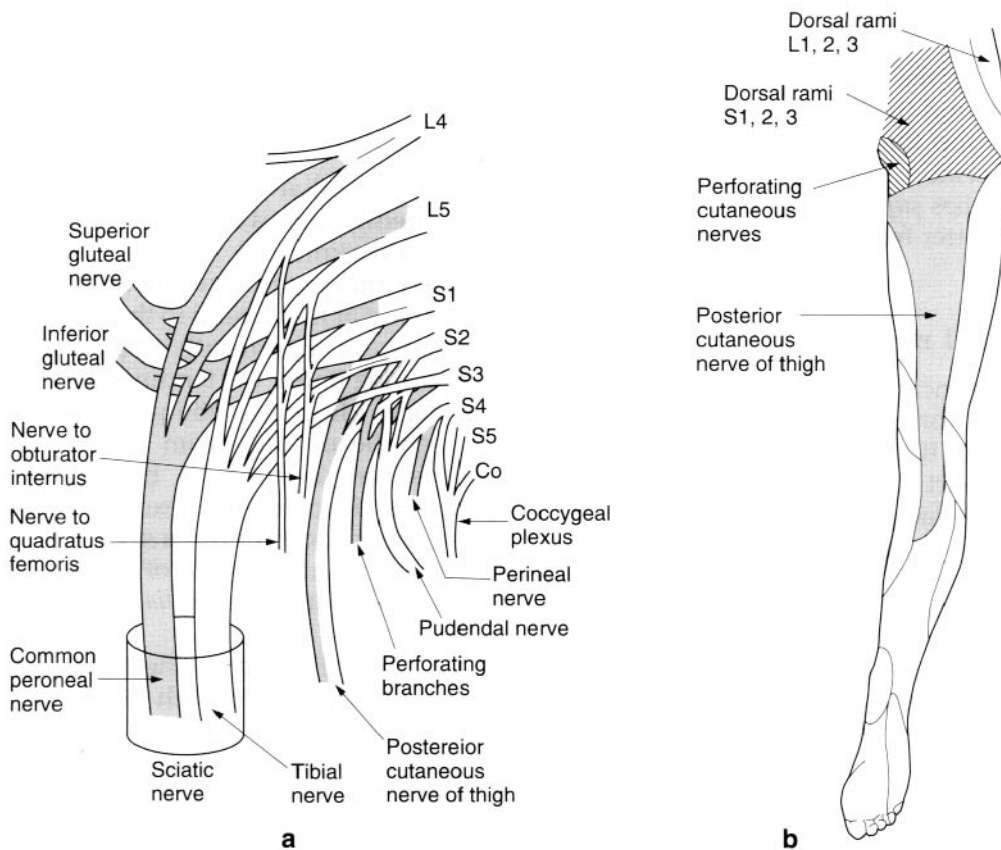 L4
L5
Superior
gluteal
nerve
S1
Inferior
gluteal
nerve
S2
S3
S4
Nerve to
obturator
internus
S5
Co
Nerve to
quadratus
femoris
Coccygeal
plexus
Perineal
nerve
Pudendal nerve
Common
peroneal
nerve
Perforating
branches
Sciatic
nerve
Tibial
nerve
Postereior
cutaneous
nerve of thigh
a
Dorsal rami
L1, 2, 3
Dorsal rami
S1, 2, 3
Perforating
cutaneous
nerves
Posterior
cutaneous
nerve of thigh
b